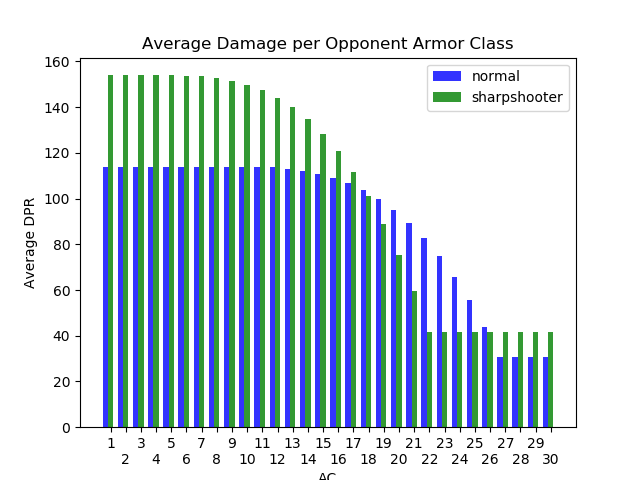 Average Damage per Opponent Armor Class
normal
sharpshooter
Average DPR
160
140
120
100
80
60
40
20
0
1 3 5 7 9 11 13 15 17 19 21 23 25 27 29
2 4 6 8 10 12 14 16 18 20 22 24 26 28 30
AC